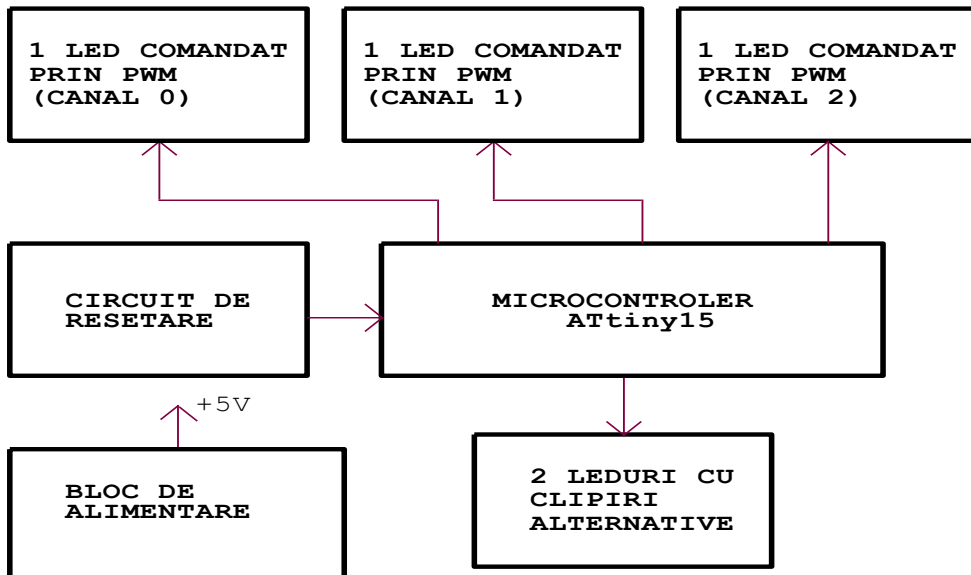 1 LED COMANDAT
PRIN PWM
(CANAL 0)
1 LED COMANDAT
PRIN PWM
(CANAL 1)
1 LED COMANDAT
PRIN PWM
(CANAL 2)
CIRCUIT DE
RESETARE
MICROCONTROLER
ATtiny15
+5V
BLOC DE
ALIMENTARE
2 LEDURI CU
CLIPIRI
ALTERNATIVE